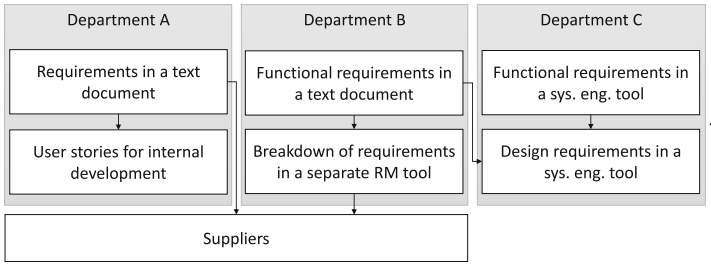 Department A
Requirements in a text
document
User stories for internal
development
Department B
Functional requirements in
a text document
Breakdown of requirements
in a separate RM tool
Department C
Functional requirements in
a sys. eng. tool
Design requirements in a
sys. eng. tool
Suppliers